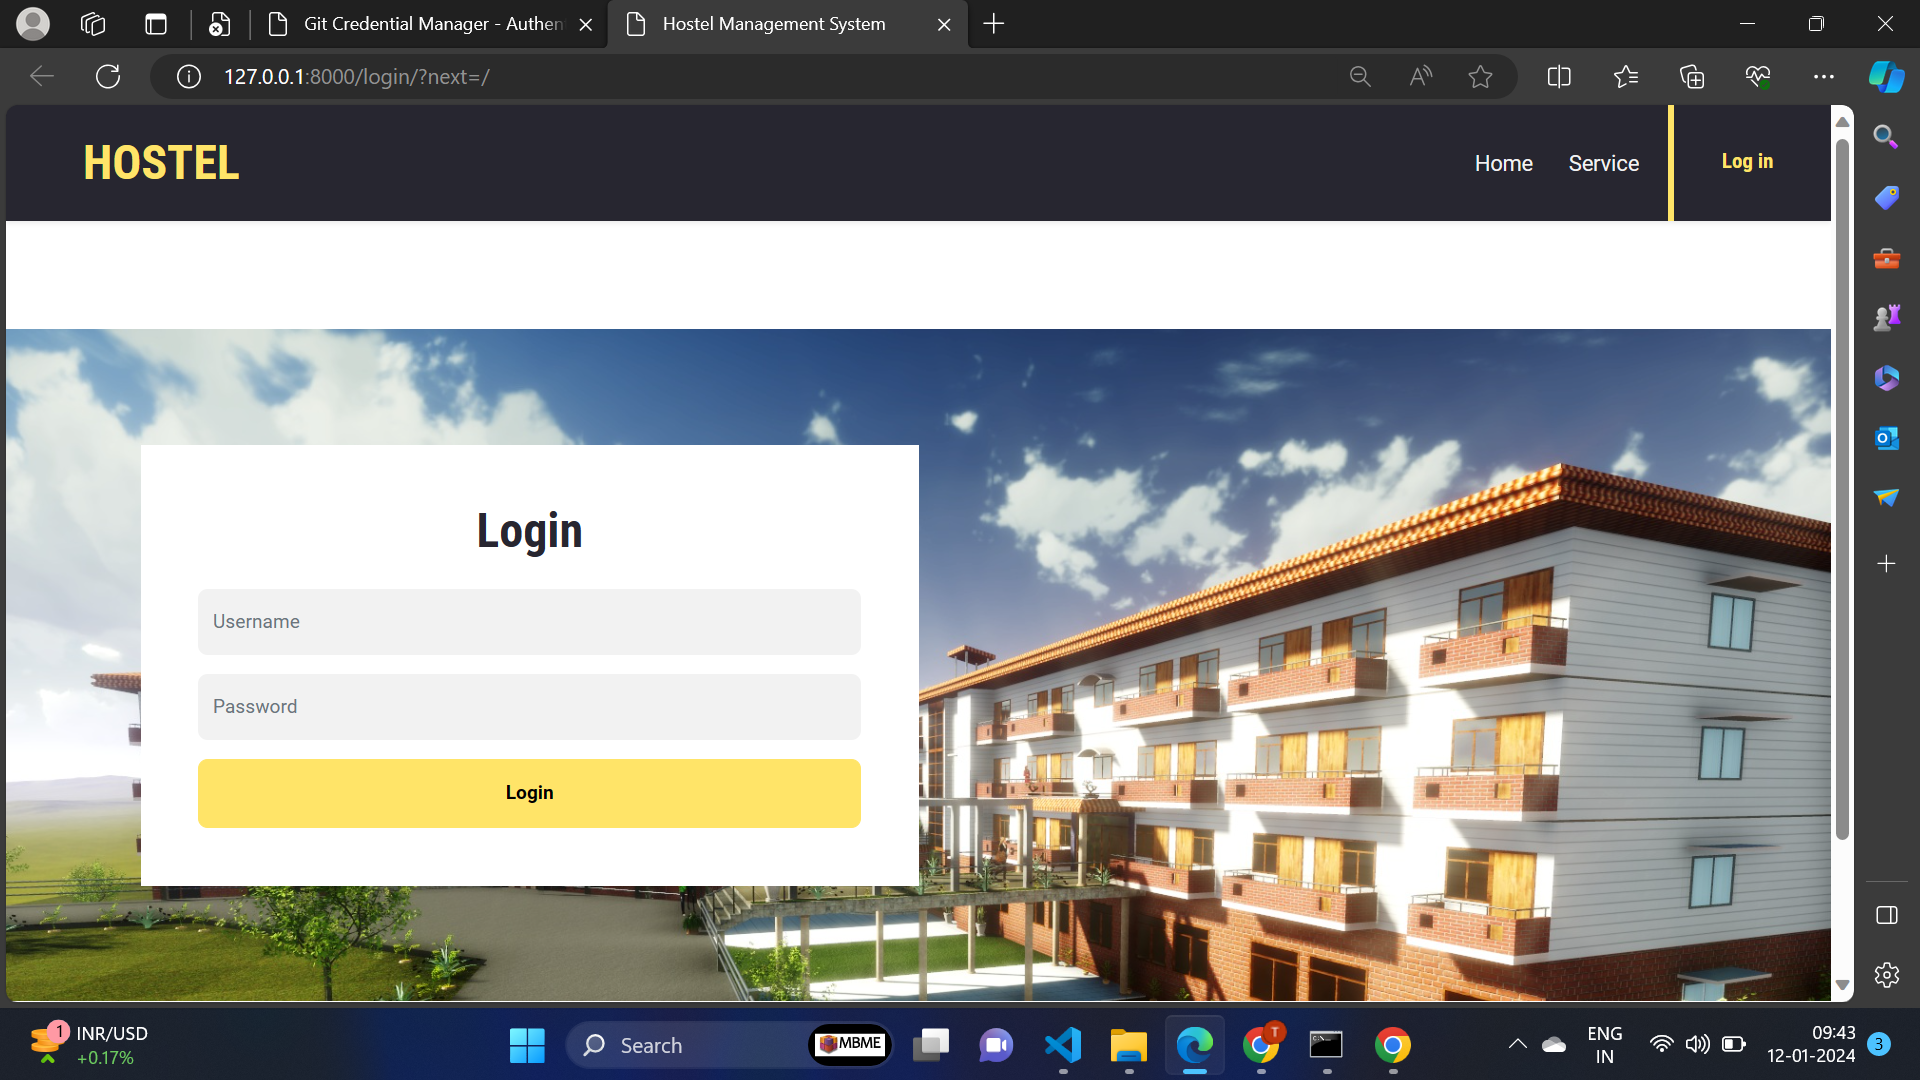 Git Credential Manager - Authen
Hostel Management System
127.0.0.1:8000/login/?next=/
HOSTEL
Home
Service
Log in
Login
Username
Password
Login
1
INR/USD
+0.17%
Search
MBME
T
ENG
IN
09:43
12-01-2024
3